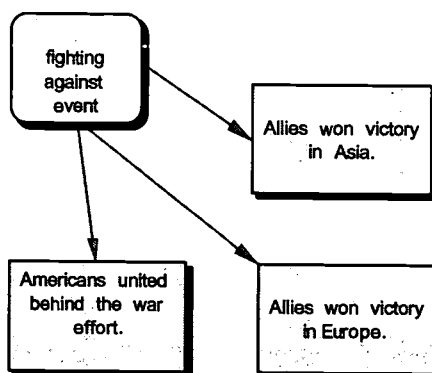 fighting
against
event
Allies won victory
in Asia.
Americans united
behind the war
effort.
Allies won victory
in Europe.